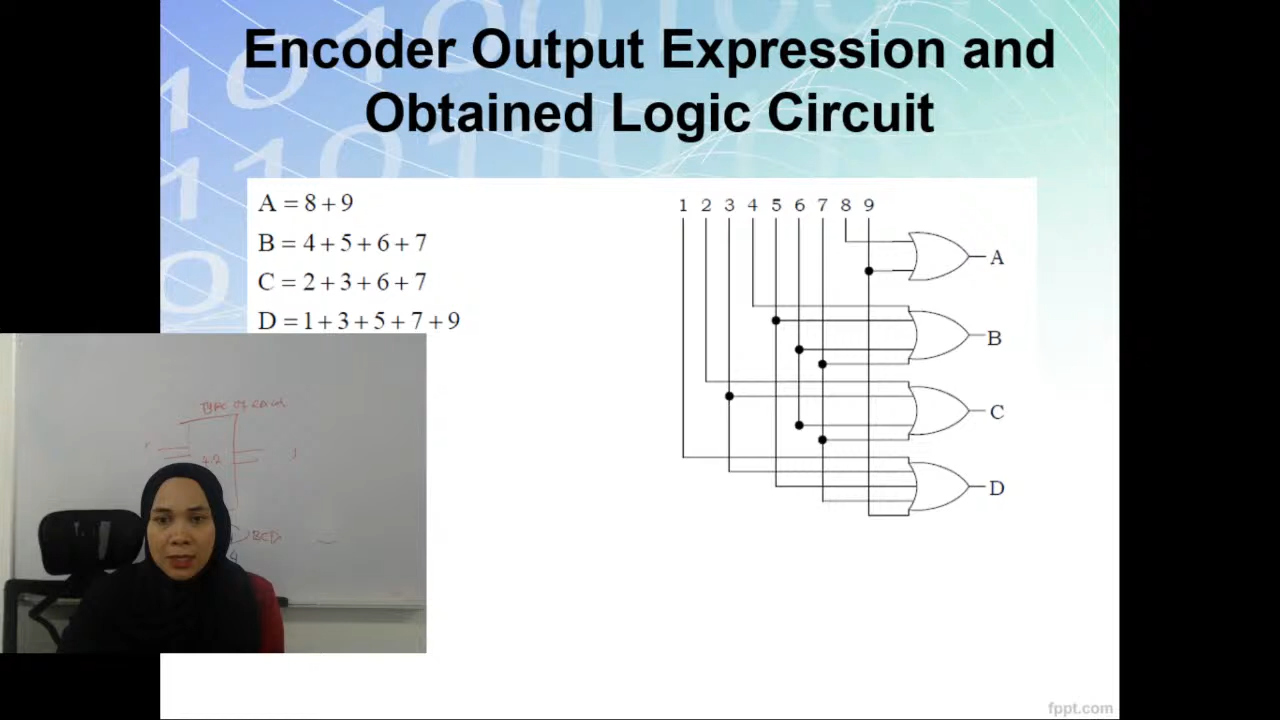 Encoder Output Expression and
Obtained Logic Circuit
A = 8 + 9
B = 4 + 5 + 6 + 7
C = 2 + 3 + 6 + 7
D = 1 + 3 + 5 + 7 + 9
1 2 3 4 5 6 7 8 9
A
B
C
D
BCD
fppt.com